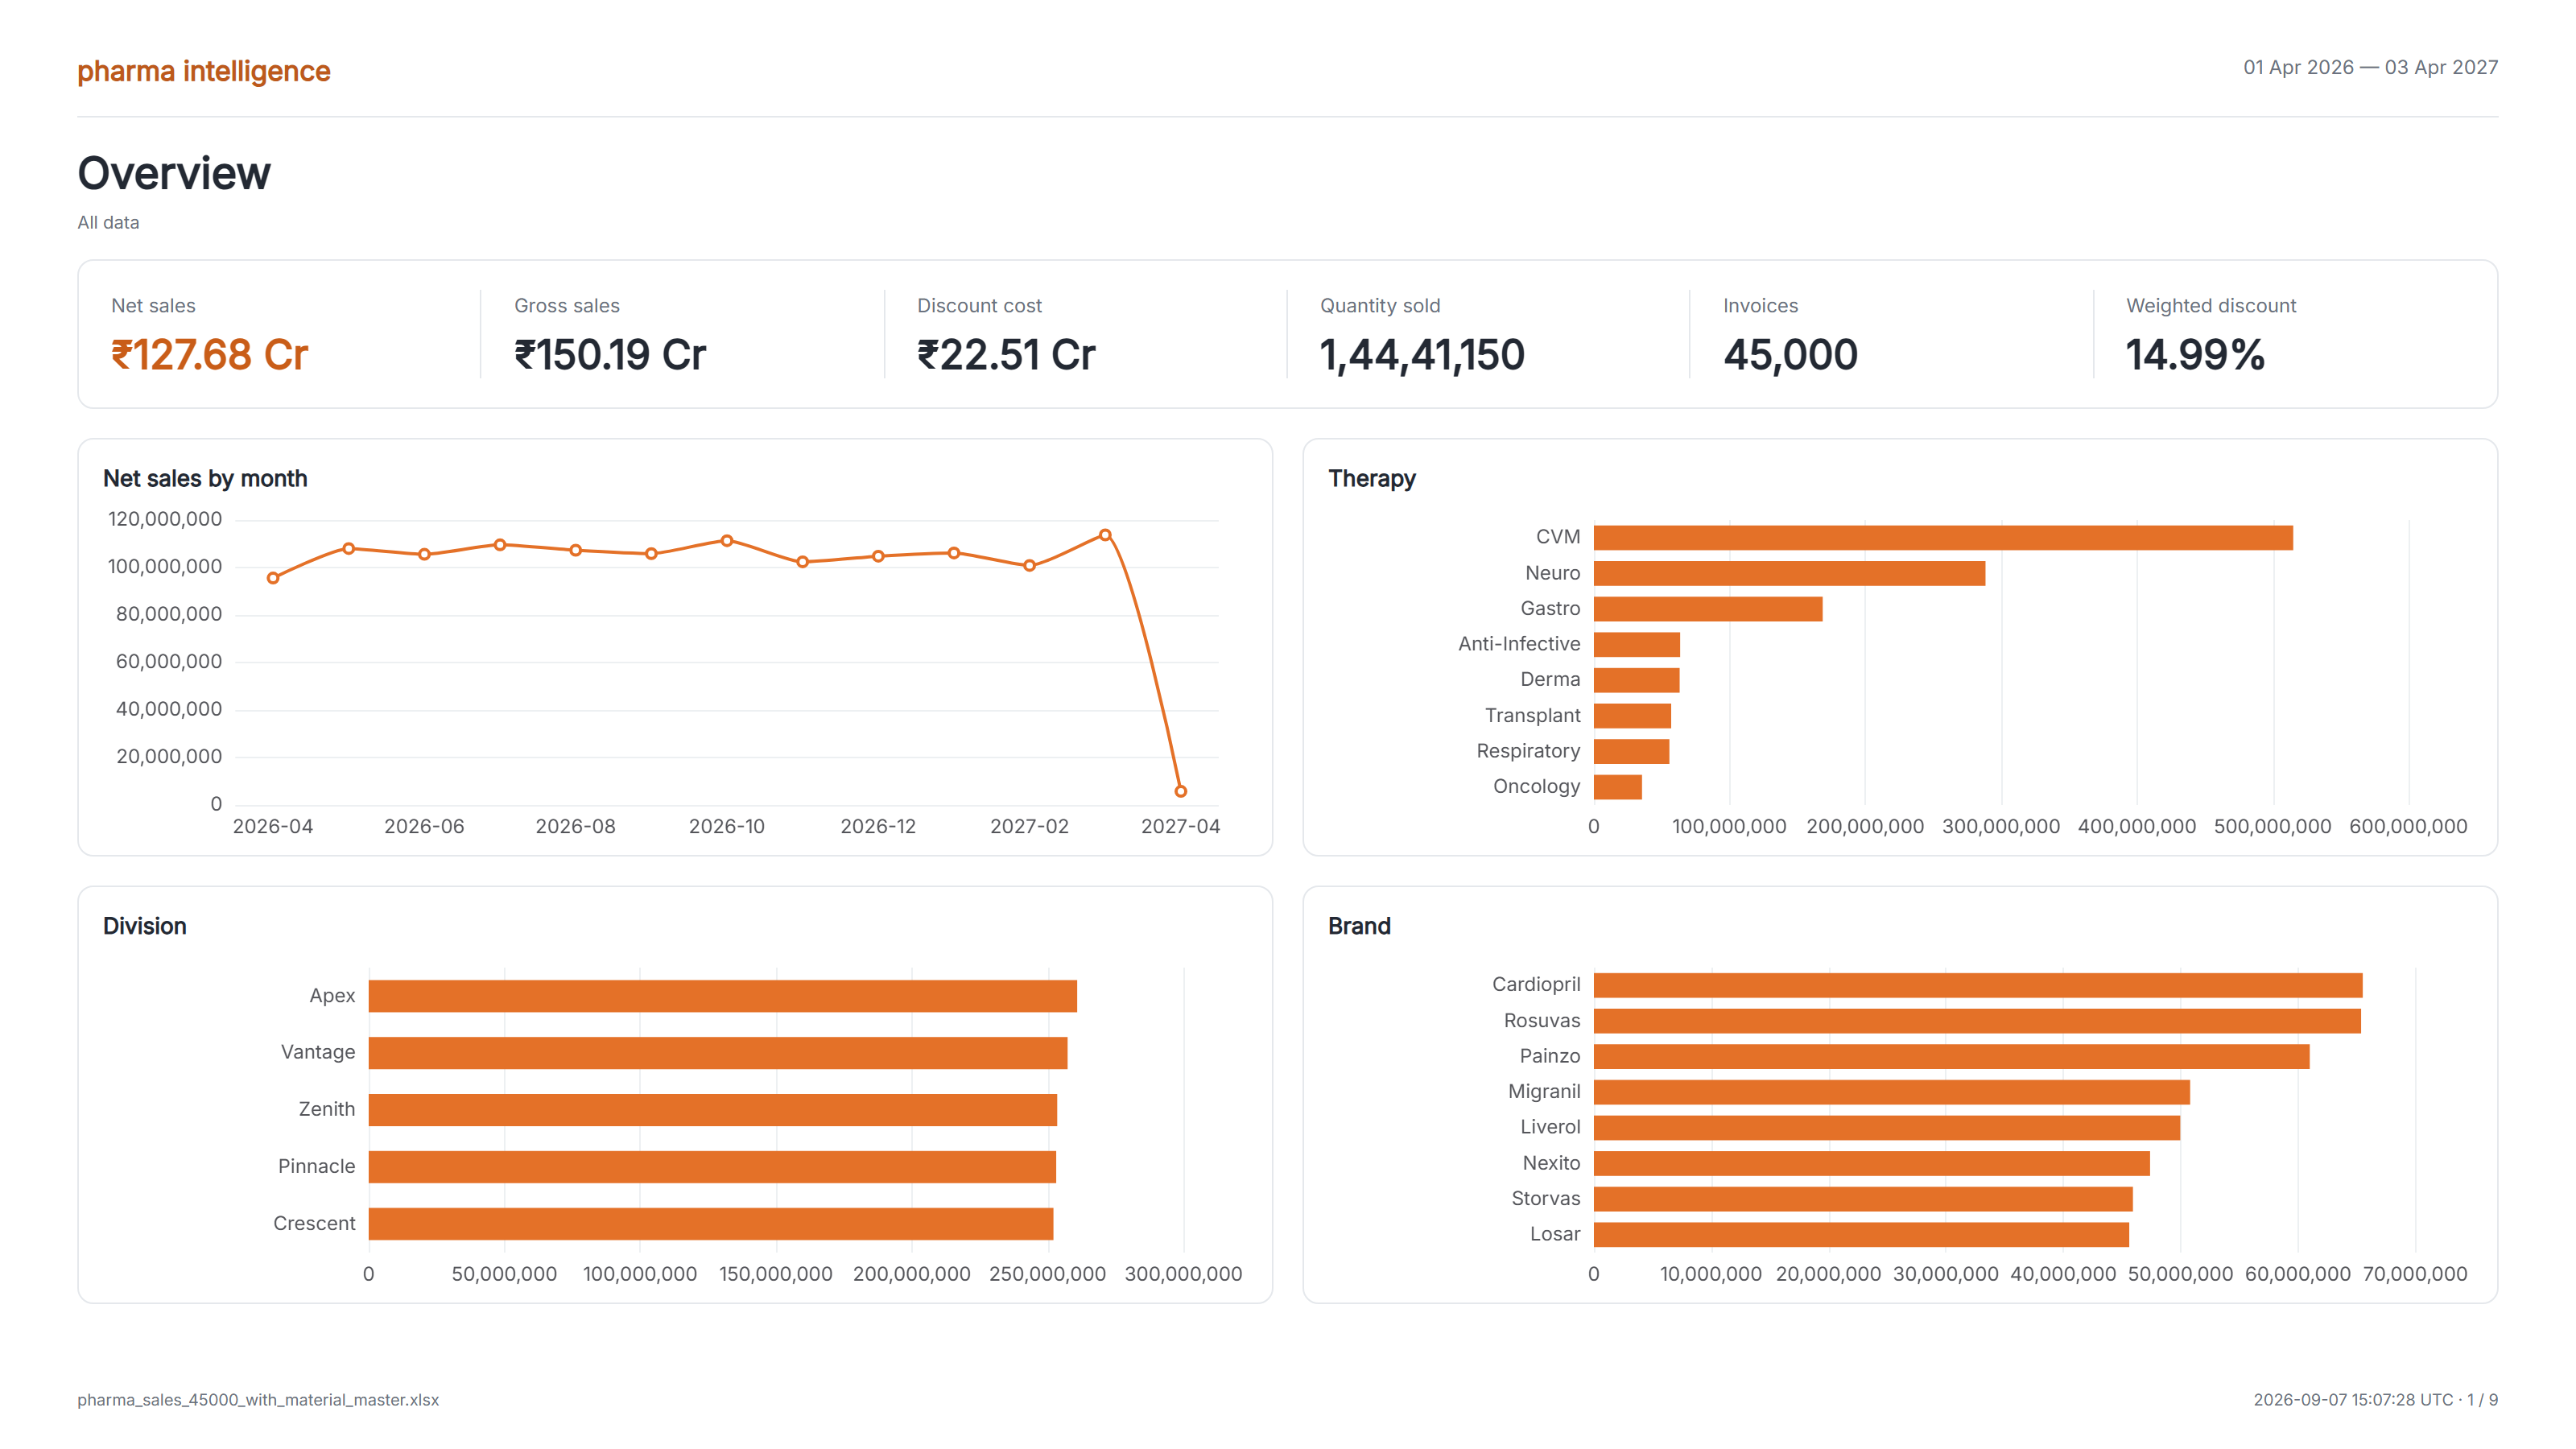 pharma intelligence
01 Apr 2026 — 03 Apr 2027
Overview
All data
Net sales
₹127.68 Cr
Gross sales
₹150.19 Cr
Discount cost
₹22.51 Cr
Quantity sold
1,44,41,150
Invoices
45,000
Weighted discount
14.99%
Net sales by month
120,000,000
100,000,000
80,000,000
60,000,000
40,000,000
20,000,000
0
2026-04 2026-06 2026-08 2026-10 2026-12 2027-02 2027-04
Therapy
CVM
Neuro
Gastro
Anti-Infective
Derma
Transplant
Respiratory
Oncology
0 100,000,000 200,000,000 300,000,000 400,000,000 500,000,000 600,000,000
Division
Apex
Vantage
Zenith
Pinnacle
Crescent
0 50,000,000 100,000,000 150,000,000 200,000,000 250,000,000 300,000,000
Brand
Cardiopril
Rosuvas
Painzo
Migranil
Liverol
Nexito
Storvas
Losar
0 10,000,000 20,000,000 30,000,000 40,000,000 50,000,000 60,000,000 70,000,000
pharma_sales_45000_with_material_master.xlsx
2026-09-07 15:07:28 UTC · 1 / 9